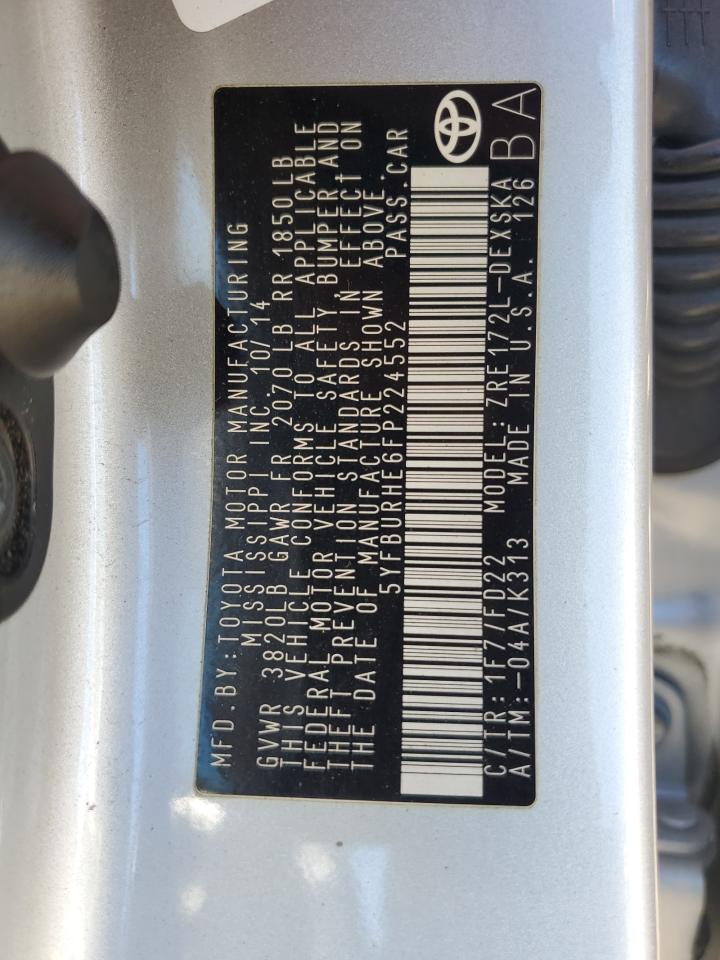 MFD.BY:TOYOTA MOTOR MANUFACTURING
MISSISSIPPI INC 10/14
GVWR 3820LB GAWR FR 2070 LB RR 1850LB
THIS VEHICLE CONFORMS TO ALL APPLICABLE
FEDERAL MOTOR VEHICLE SAFETY BUMPER AND
THEFT PREVENTION STANDARDS IN EFFECT ON
THE DATE OF MANUFACTURE SHOWN ABOVE
5YFBURHE6FP224552 PASS.CAR
C/TR:1F7/FD22 MODEL:ZRE172L-DEXSKA
A/TM:-04A/K313 MADE IN U.S.A. 126
BA